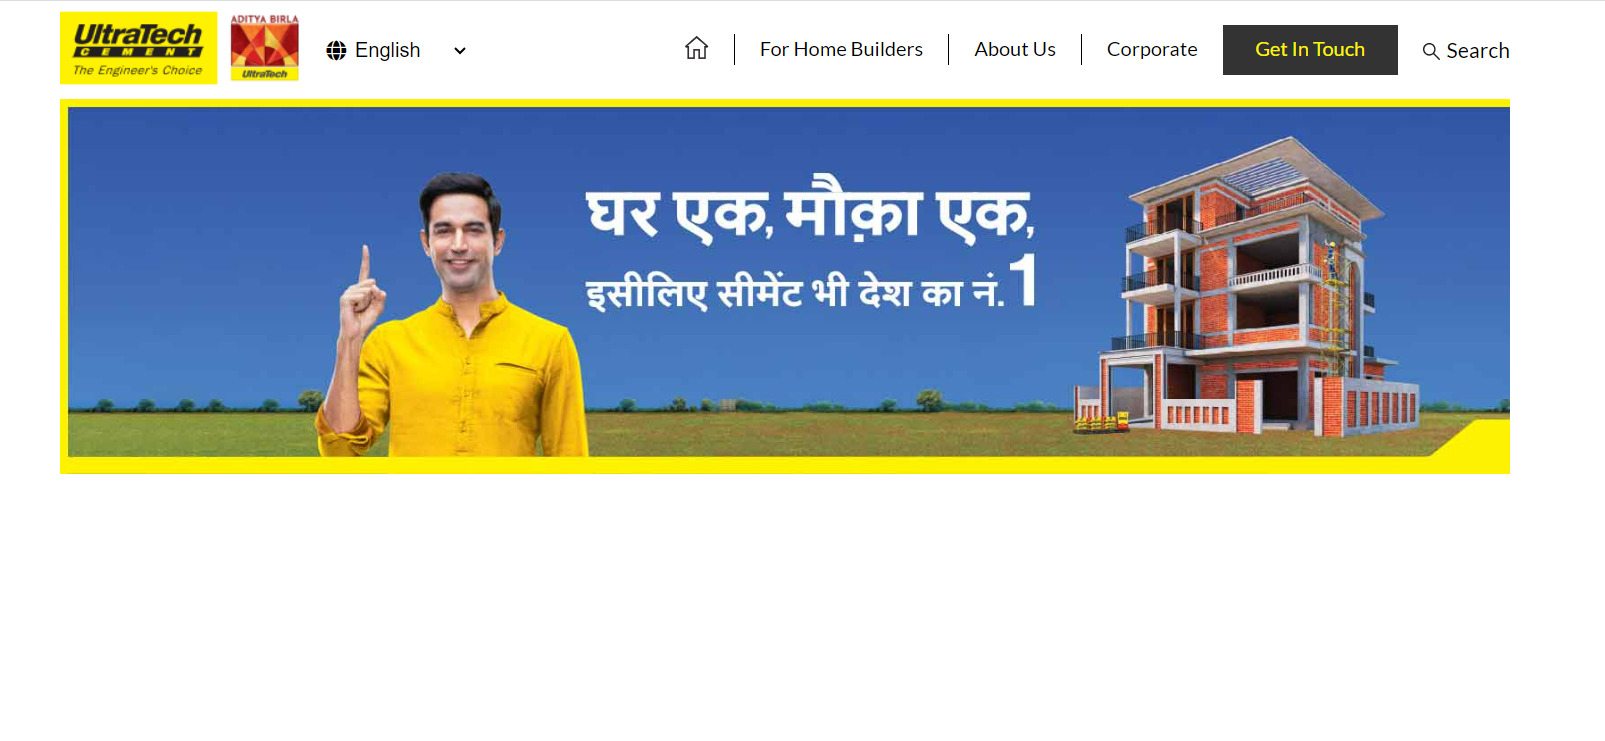 UltraTech
CEMENT
The Engineer's Choice
ADITYA BIRLA
UltraTech
English
For Home Builders
About Us
Corporate
Get In Touch
Search
घर एक, मौक़ा एक,
इसीलिए सीमेंट भी देश का नं. 1